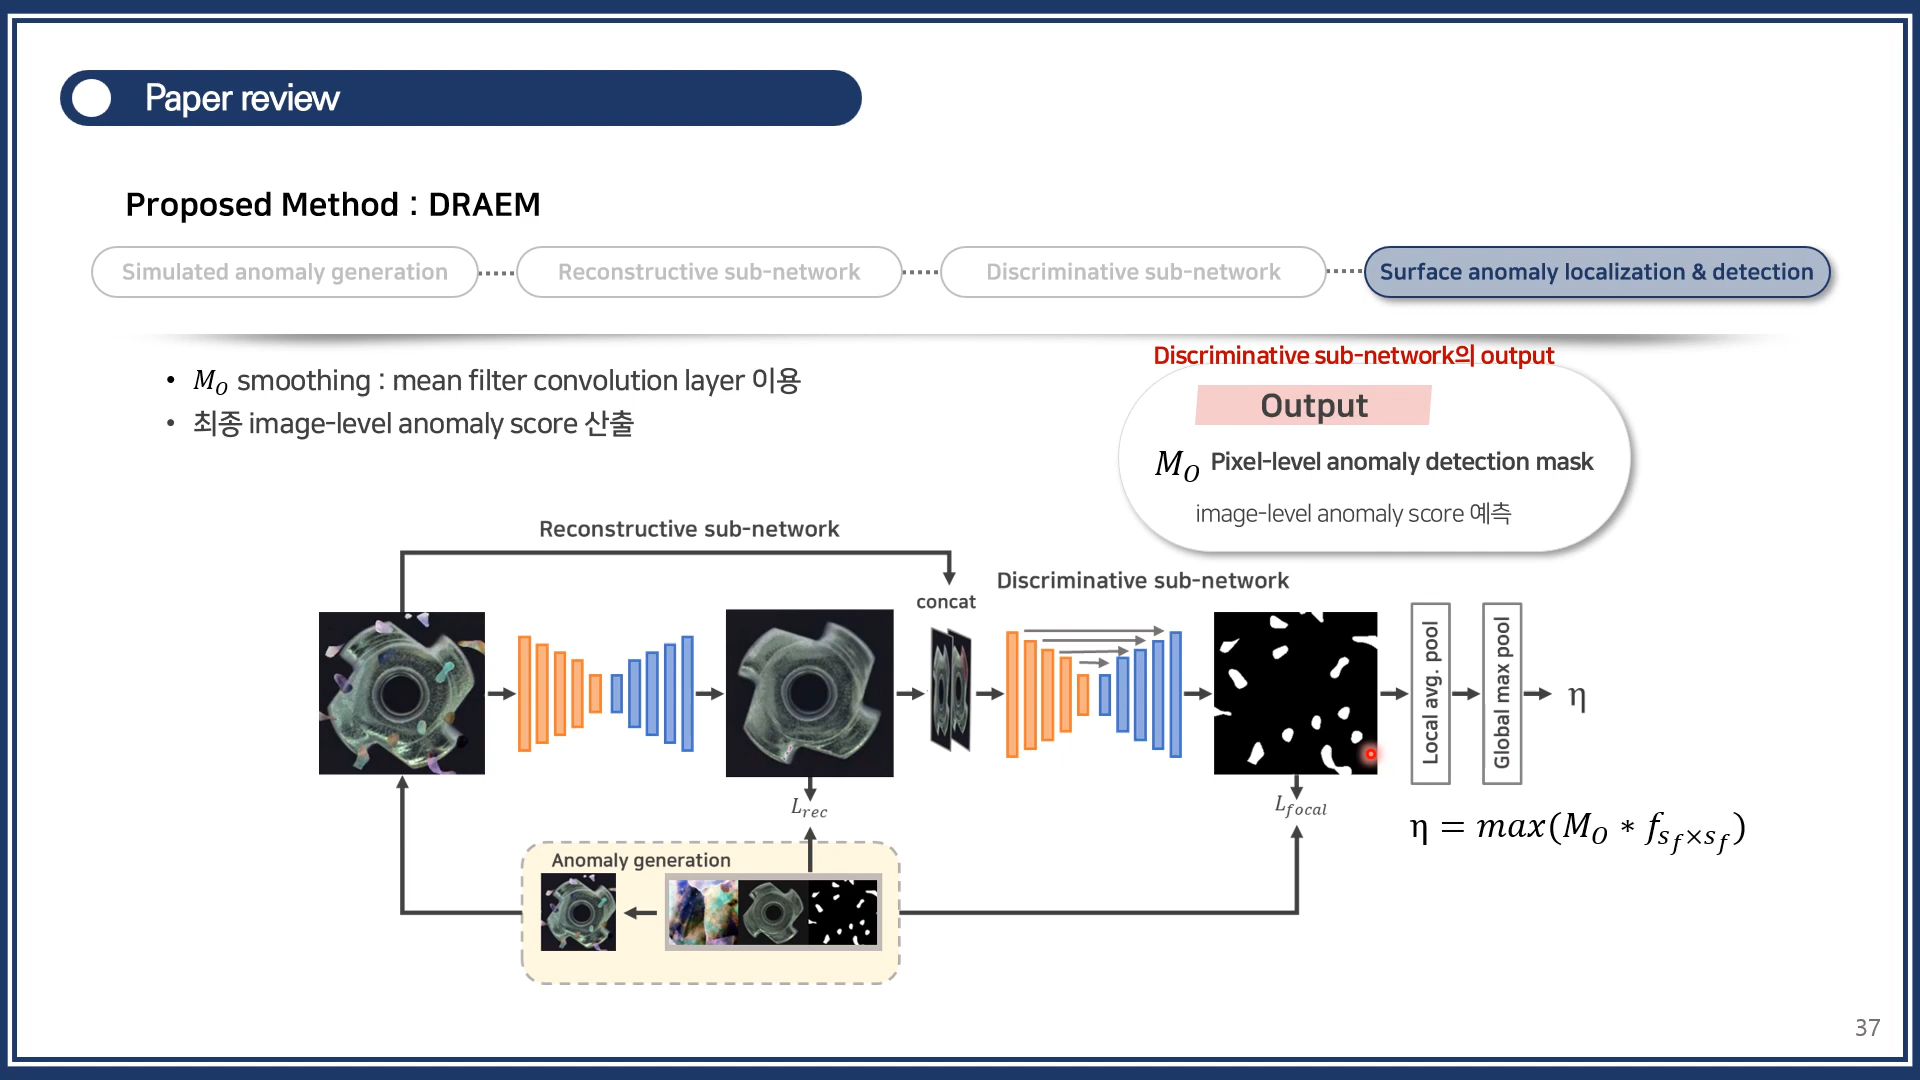 Paper review
Proposed Method : DRAEM
Simulated anomaly generation
Reconstructive sub-network
Discriminative sub-network
Surface anomaly localization & detection
• M_O smoothing : mean filter convolution layer 이용
• 최종 image-level anomaly score 산출
Discriminative sub-network의 output
Output
M_O Pixel-level anomaly detection mask
image-level anomaly score 예측
Reconstructive sub-network
Discriminative sub-network
concat
Local avg. pool
Global max pool
η
L_rec
L_focal
η = max(M_O * f_{s_f×s_f})
Anomaly generation
37